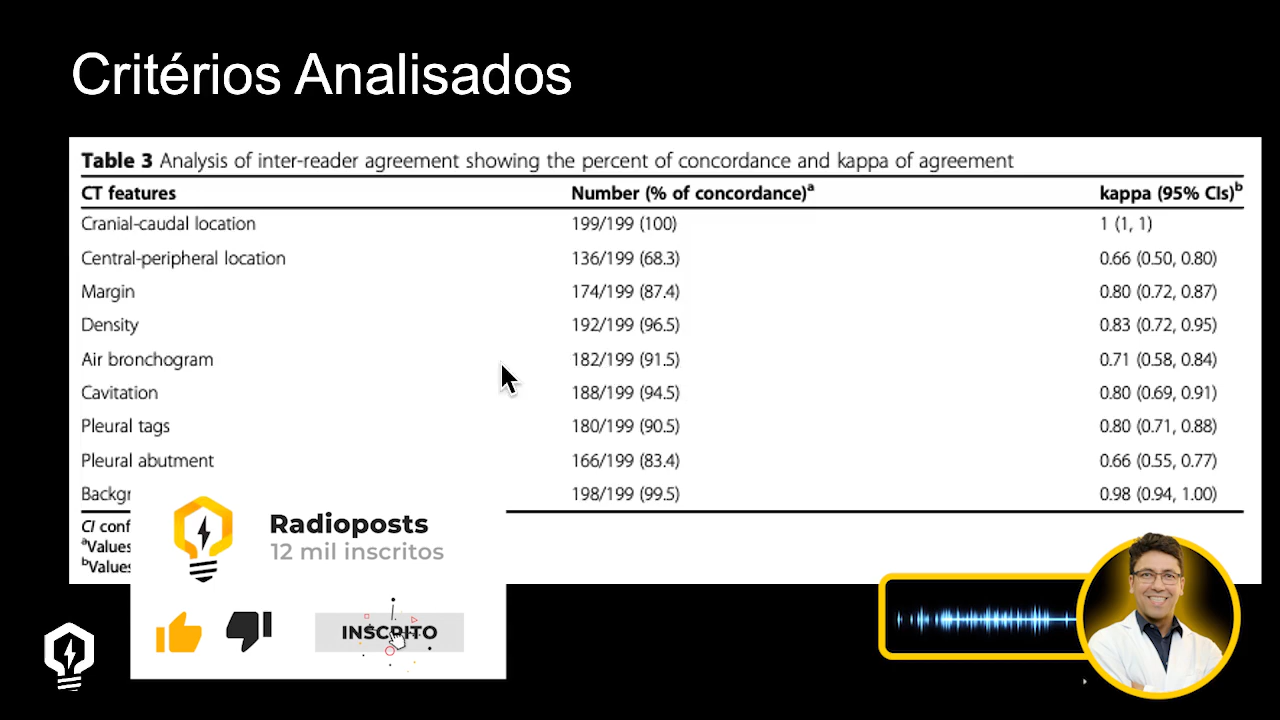 Critérios Analisados
Table 3 Analysis of inter-reader agreement showing the percent of concordance and kappa of agreement
CT features Number (% of concordance)a kappa (95% CIs)b
Cranial-caudal location 199/199 (100) 1 (1, 1)
Central-peripheral location 136/199 (68.3) 0.66 (0.50, 0.80)
Margin 174/199 (87.4) 0.80 (0.72, 0.87)
Density 192/199 (96.5) 0.83 (0.72, 0.95)
Air bronchogram 182/199 (91.5) 0.71 (0.58, 0.84)
Cavitation 188/199 (94.5) 0.80 (0.69, 0.91)
Pleural tags 180/199 (90.5) 0.80 (0.71, 0.88)
Pleural abutment 166/199 (83.4) 0.66 (0.55, 0.77)
198/199 (99.5) 0.98 (0.94, 1.00)
CI
aValues
bValues
Radioposts
12 mil inscritos
INSCRITO